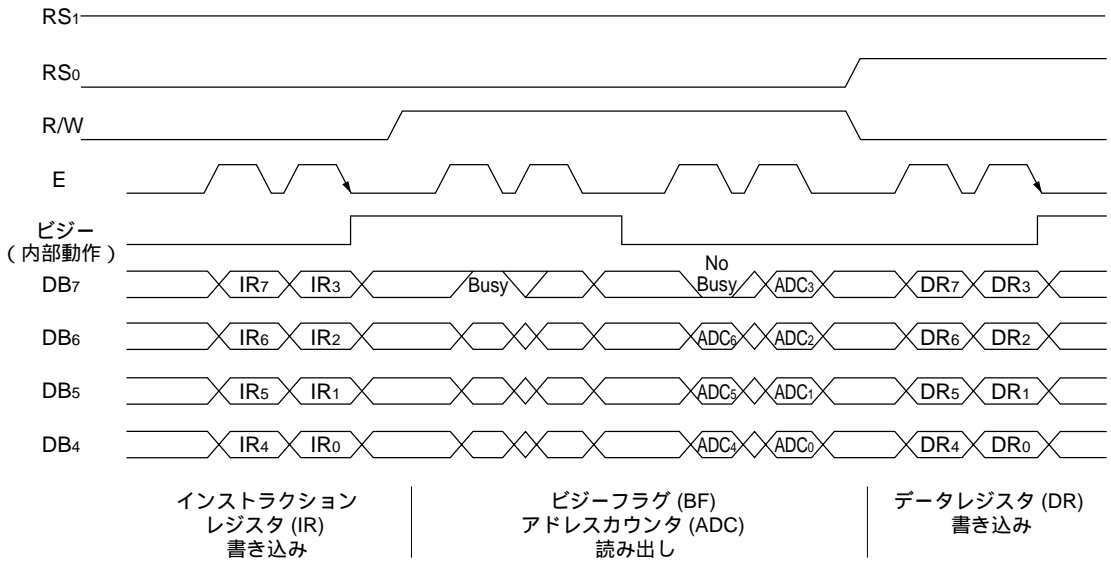 RS1
RS0
R/W
E
ビジー
(内部動作)
No
DB7 IR7 IR3 Busy Busy ADC3 DR7 DR3
DB6 IR6 IR2 ADC6 ADC2 DR6 DR2
DB5 IR5 IR1 ADC5 ADC1 DR5 DR1
DB4 IR4 IR0 ADC4 ADC0 DR4 DR0
インストラクション
レジスタ (IR)
書き込み
ビジーフラグ (BF)
アドレスカウンタ (ADC)
読み出し
データレジスタ (DR)
書き込み